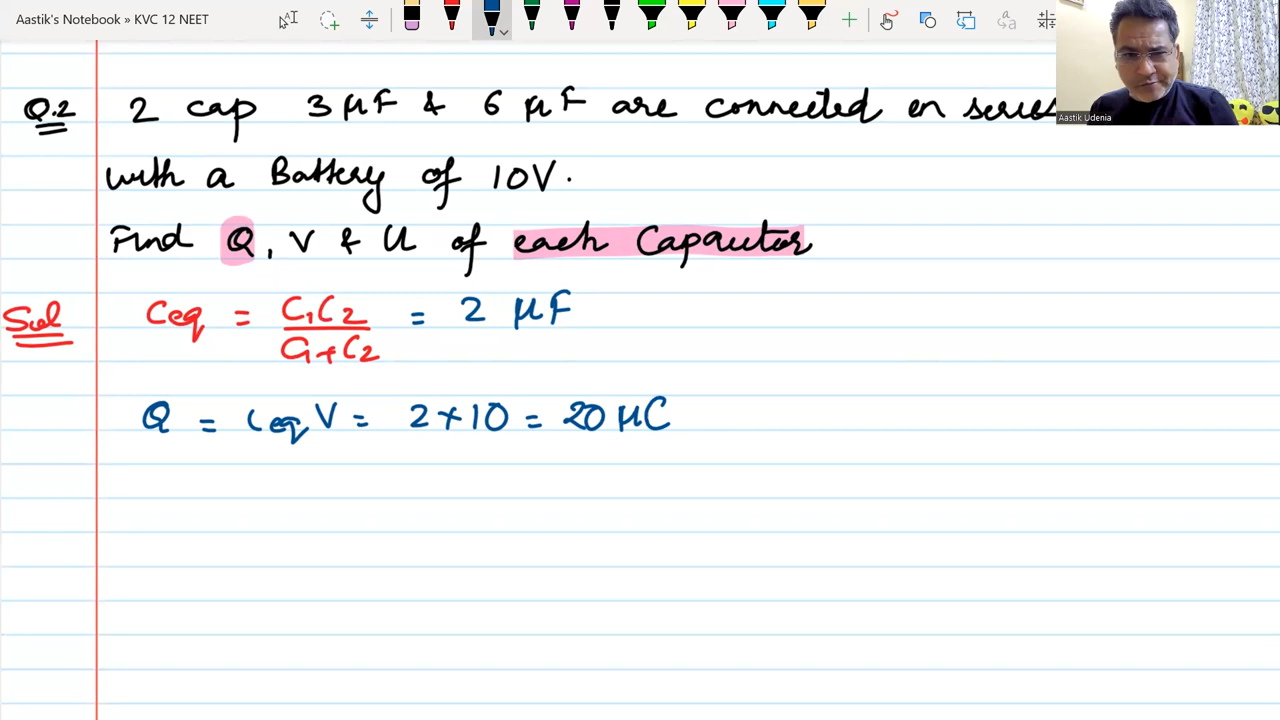 Aastik's Notebook » KVC 12 NEET
Aastik Udenia
Q.2 2 cap 3 μF & 6 μF are connected in series
with a Battery of 10V.
Find Q, V & U of each Capacitor
Sol Ceq = C1C2 / C1+C2 = 2 μF
Q = Ceq V = 2×10 = 20 μC